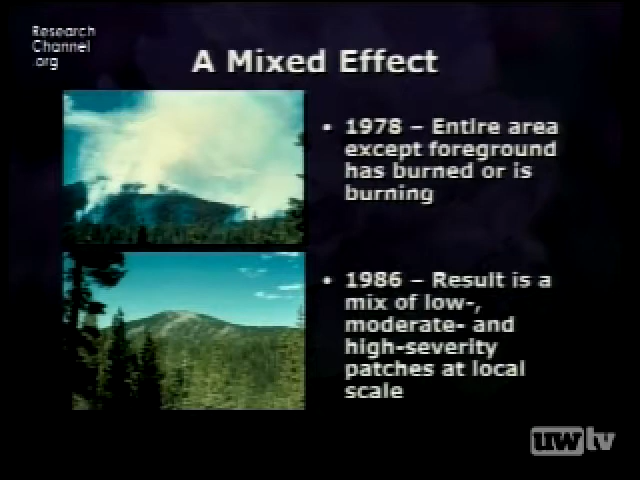 Research
Channel
.org
A Mixed Effect
• 1978 – Entire area
except foreground
has burned or is
burning
• 1986 – Result is a
mix of low-,
moderate- and
high-severity
patches at local
scale
uwtv